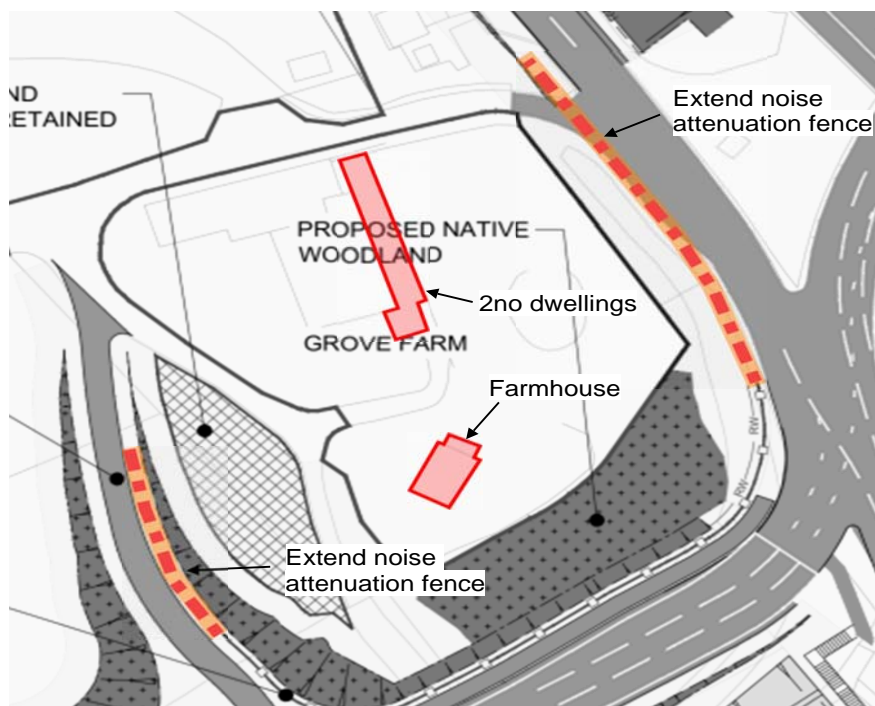 ND
RETAINED
Extend noise
attenuation fence
PROPOSED NATIVE
WOODLAND
2no dwellings
GROVE FARM
Farmhouse
RW
RW
Extend noise
attenuation fence